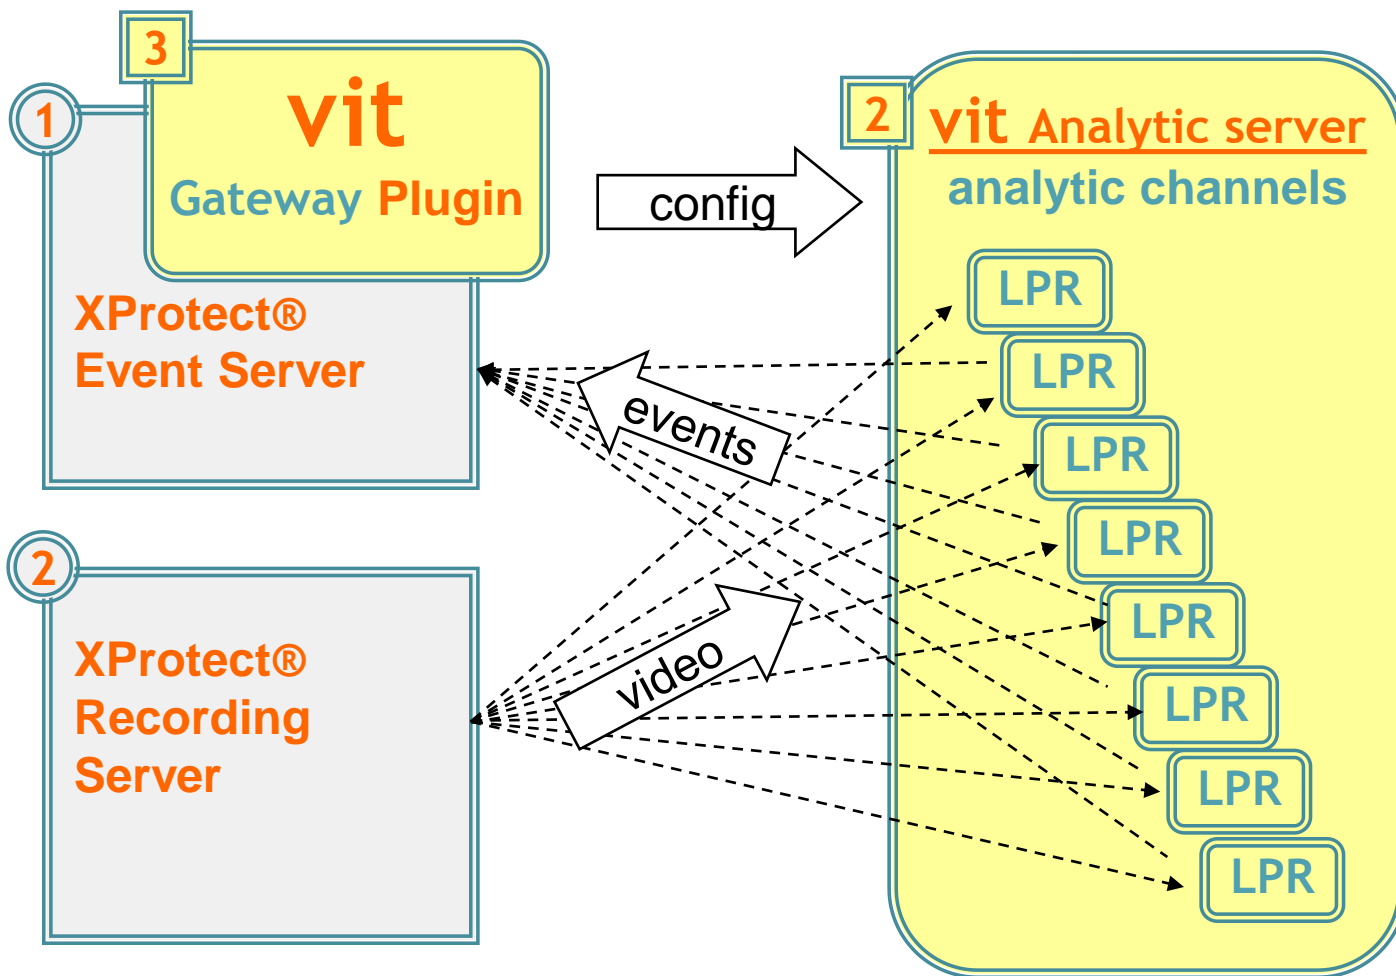 3
vit
Gateway Plugin
1
XProtect®
Event Server
config
2
vit Analytic server
analytic channels
LPR
LPR
LPR
LPR
LPR
LPR
LPR
LPR
events
video
2
XProtect®
Recording
Server